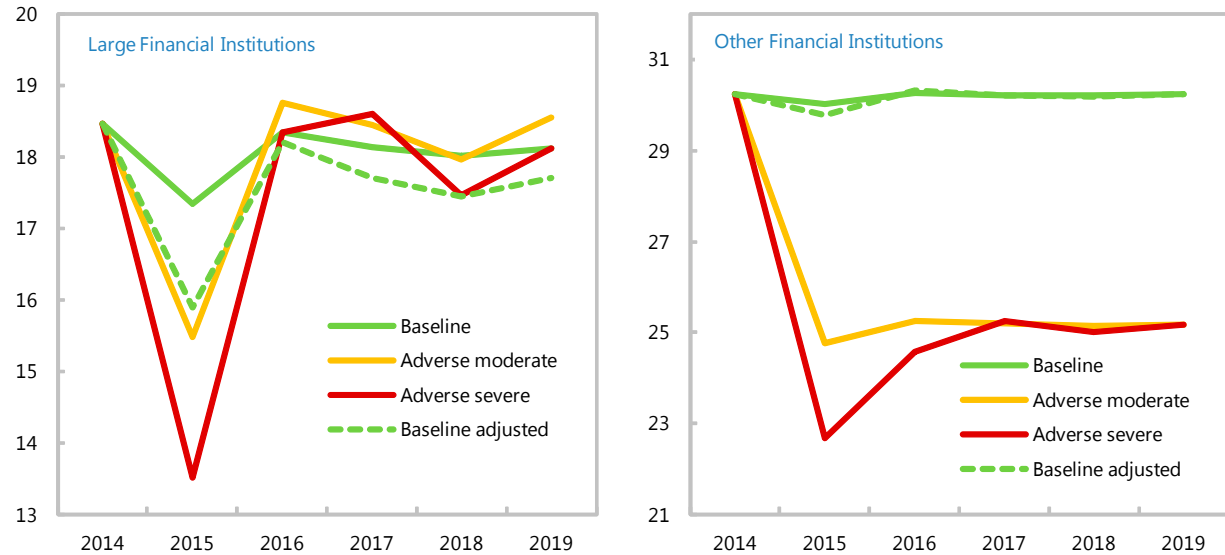 Large Financial Institutions
20
19
18
17
16
15
14
13
Baseline
Adverse moderate
Adverse severe
Baseline adjusted
2014 2015 2016 2017 2018 2019
Other Financial Institutions
31
29
27
25
23
21
Baseline
Adverse moderate
Adverse severe
Baseline adjusted
2014 2015 2016 2017 2018 2019